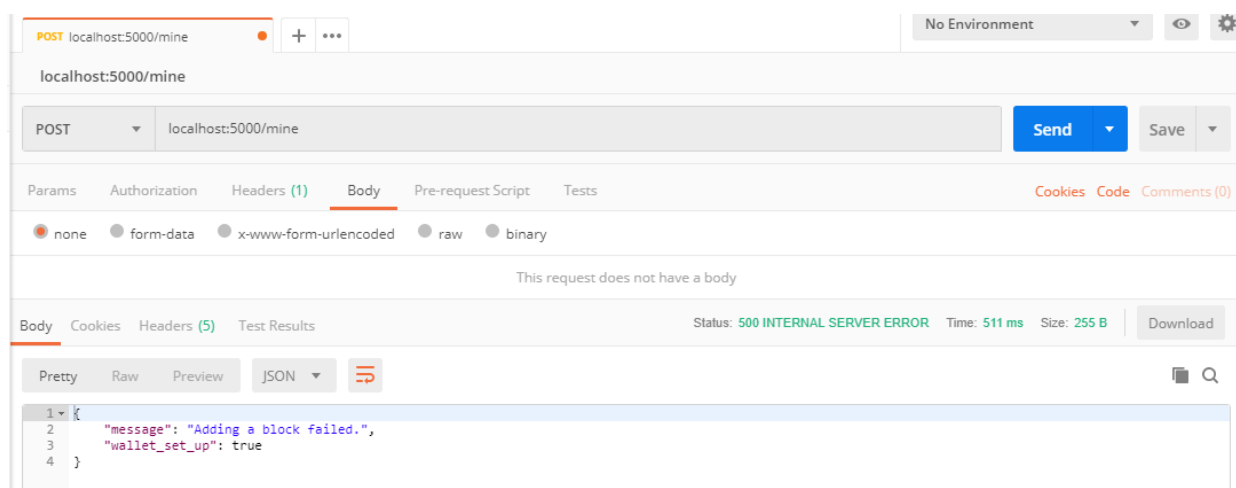 POST localhost:5000/mine + ••• No Environment
localhost:5000/mine
POST localhost:5000/mine Send Save
Params Authorization Headers (1) Body Pre-request Script Tests Cookies Code Comments (0)
none form-data x-www-form-urlencoded raw binary
This request does not have a body
Body Cookies Headers (5) Test Results Status: 500 INTERNAL SERVER ERROR Time: 511 ms Size: 255 B Download
Pretty Raw Preview JSON
1 {
2 "message": "Adding a block failed.",
3 "wallet_set_up": true
4 }